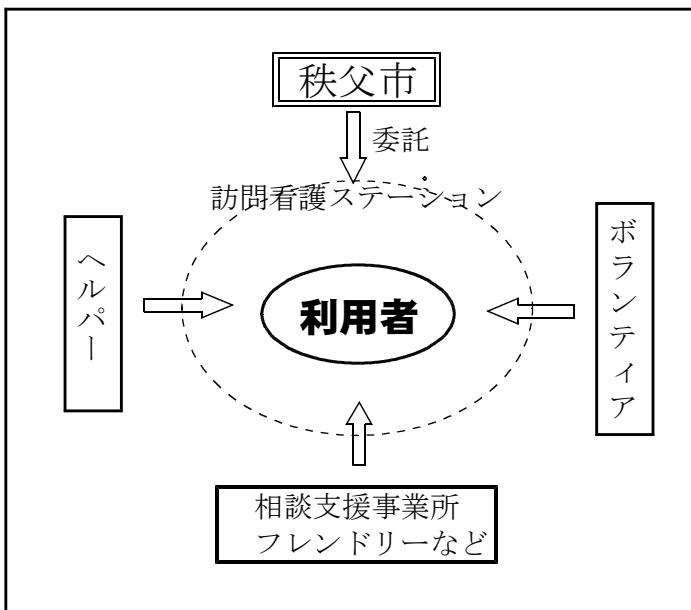 秩父市
委託
訪問看護ステーション
ヘルパー
利用者
ボランティア
相談支援事業所
フレンドリーなど